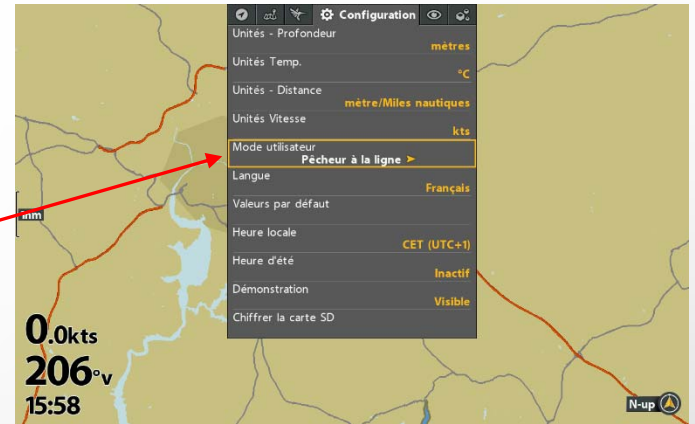 Configuration
Unités - Profondeur
mètres
Unités Temp.
°C
Unités - Distance
mètre/Miles nautiques
Unités Vitesse
kts
Mode utilisateur
Pêcheur à la ligne
Langue
Français
Valeurs par défaut
Heure locale
CET (UTC+1)
Heure d'été
Inactif
Démonstration
Visible
Chiffrer la carte SD
1nm
0.0kts
206°v
15:58
N-up